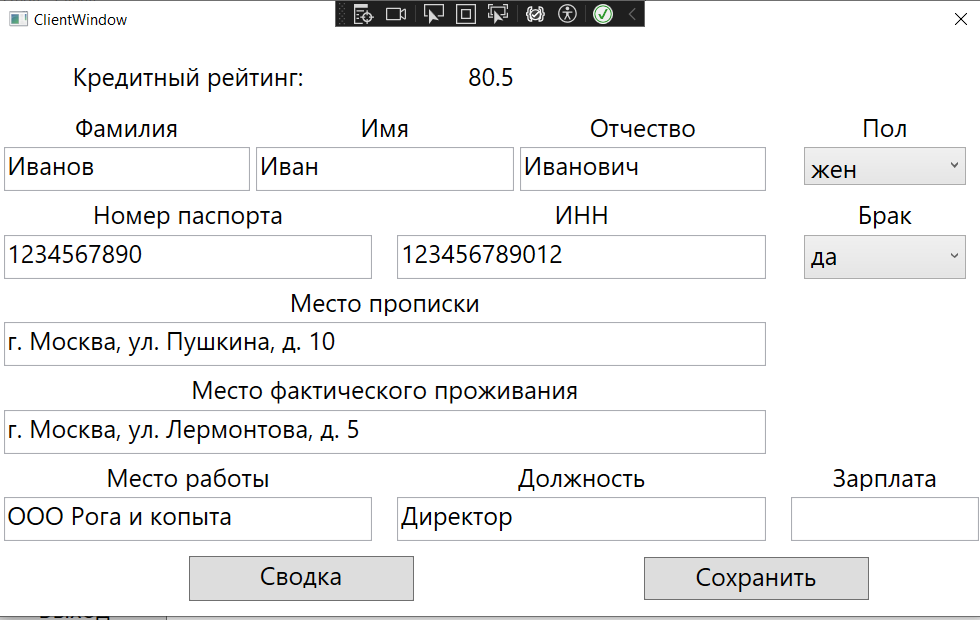 ClientWindow
Кредитный рейтинг: 80.5
Фамилия Имя Отчество Пол
Иванов Иван Иванович жен
Номер паспорта ИНН Брак
1234567890 123456789012 да
Место прописки
г. Москва, ул. Пушкина, д. 10
Место фактического проживания
г. Москва, ул. Лермонтова, д. 5
Место работы Должность Зарплата
ООО Рога и копыта Директор
Сводка Сохранить